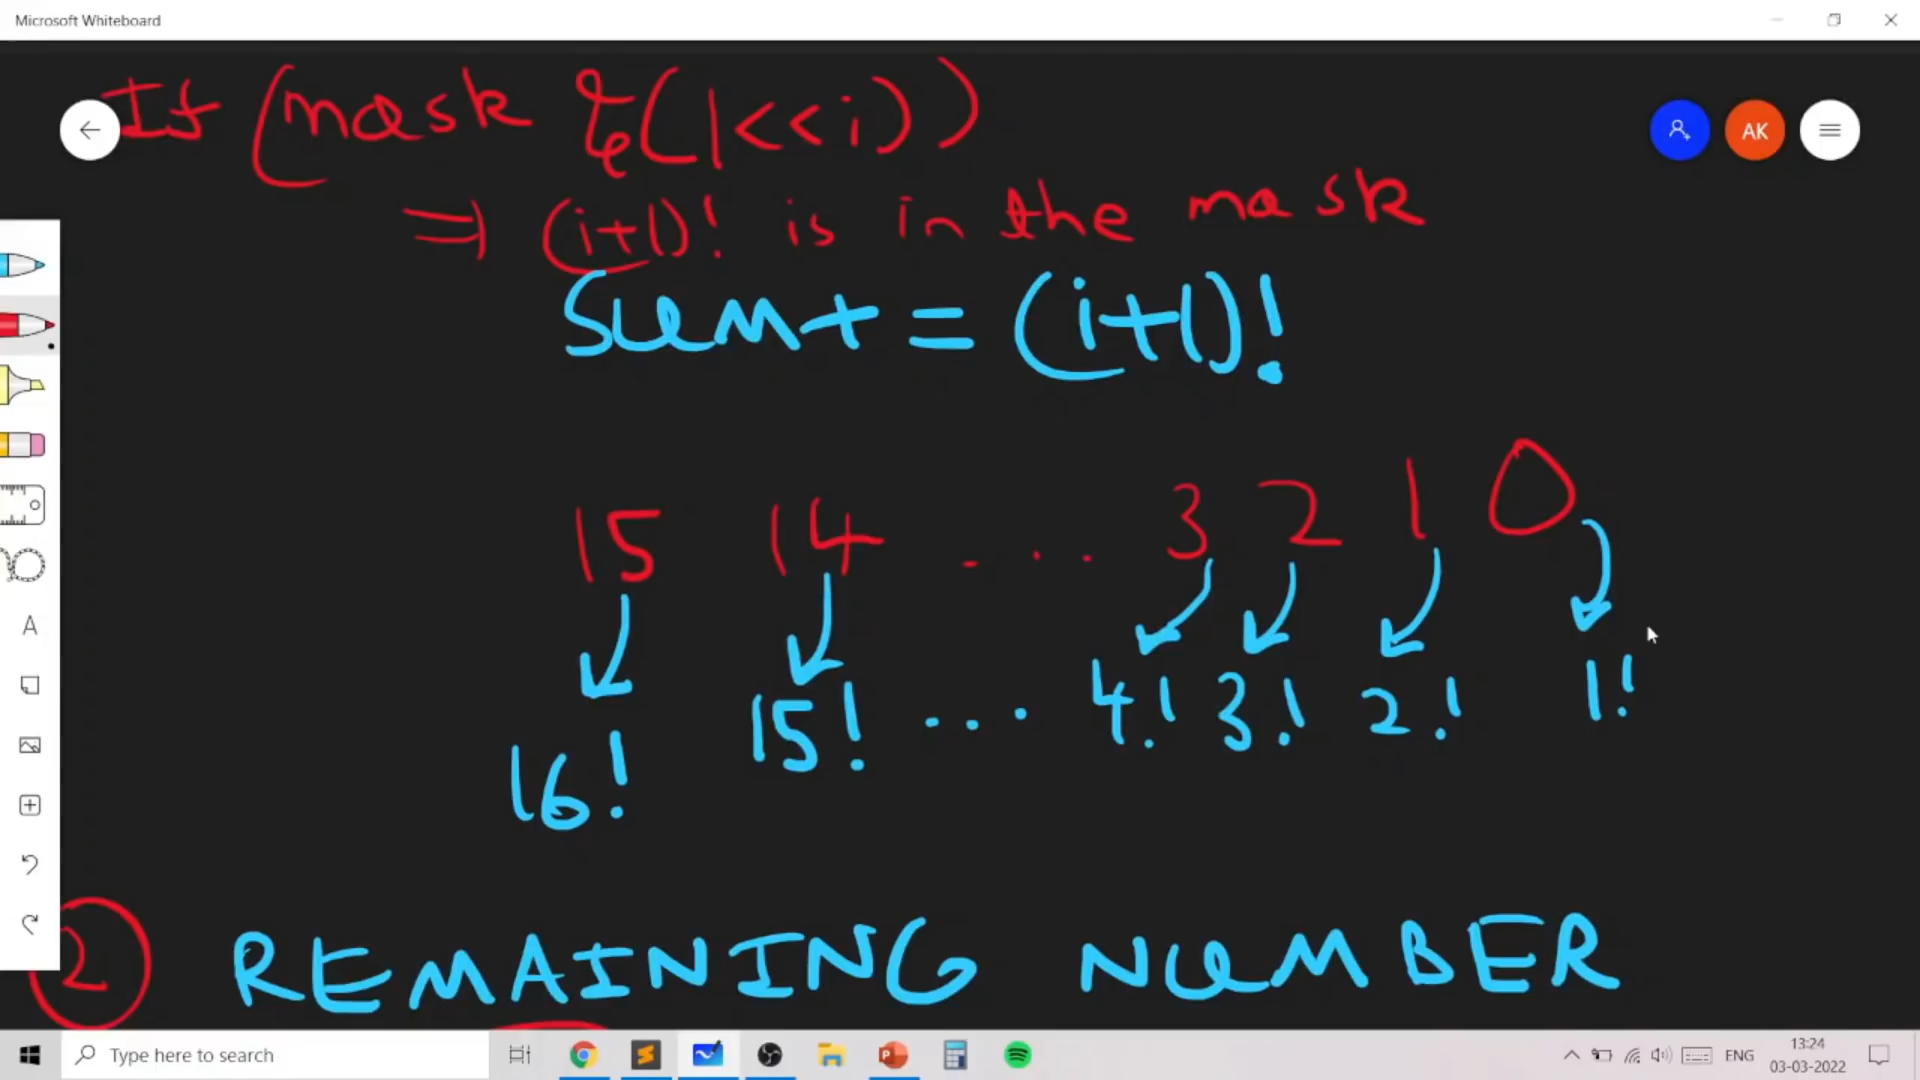 Microsoft Whiteboard
If (mask &(1<<i))
AK
=> (i+1)! is in the mask
Sum+ = (i+1)!
15 14 ... 3 2 1 0
A
16! 15! ... 4! 3! 2! 1!
2 REMAINING NUMBER
Type here to search
ENG
13:24
03-03-2022